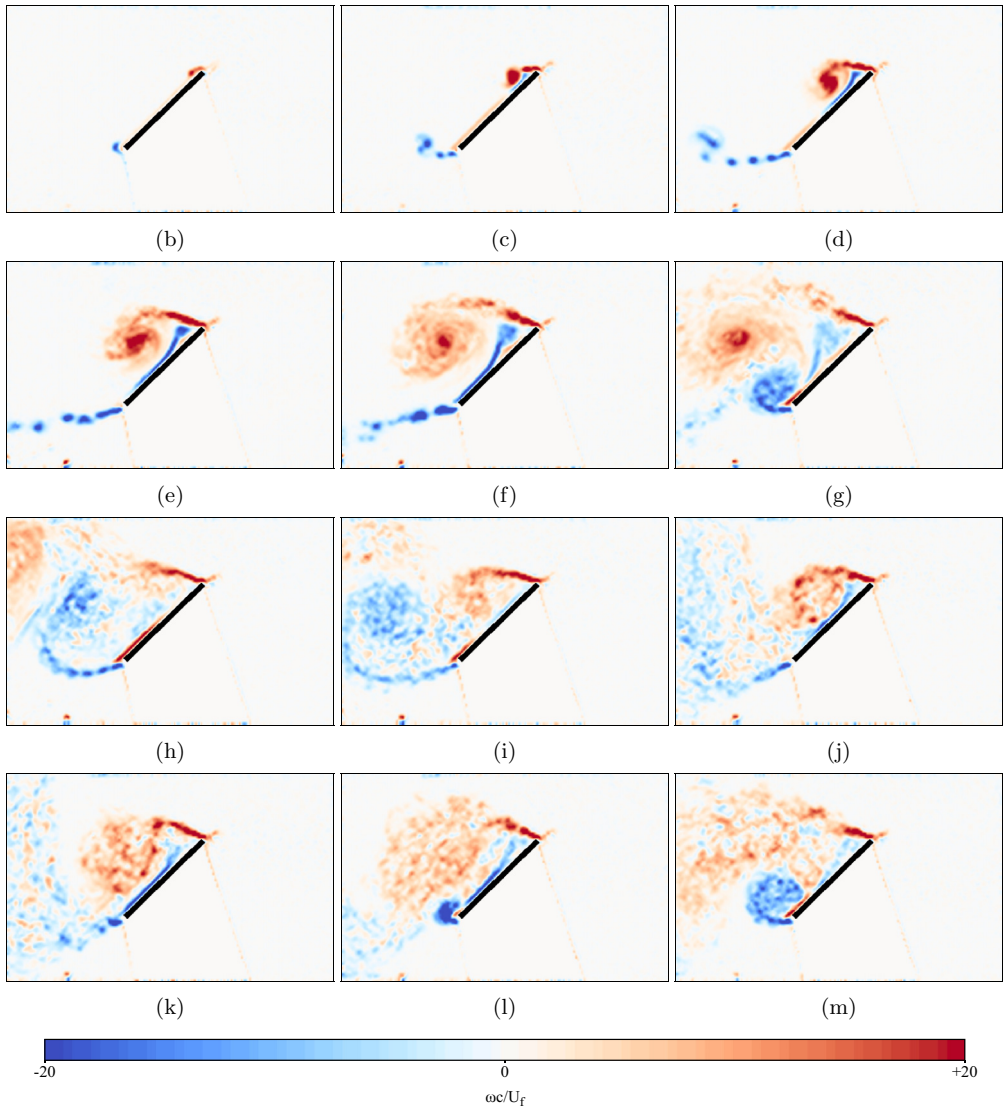 (b) (c) (d)
(e) (f) (g)
(h) (i) (j)
(k) (l) (m)
-20 0 +20
ωc/U_f